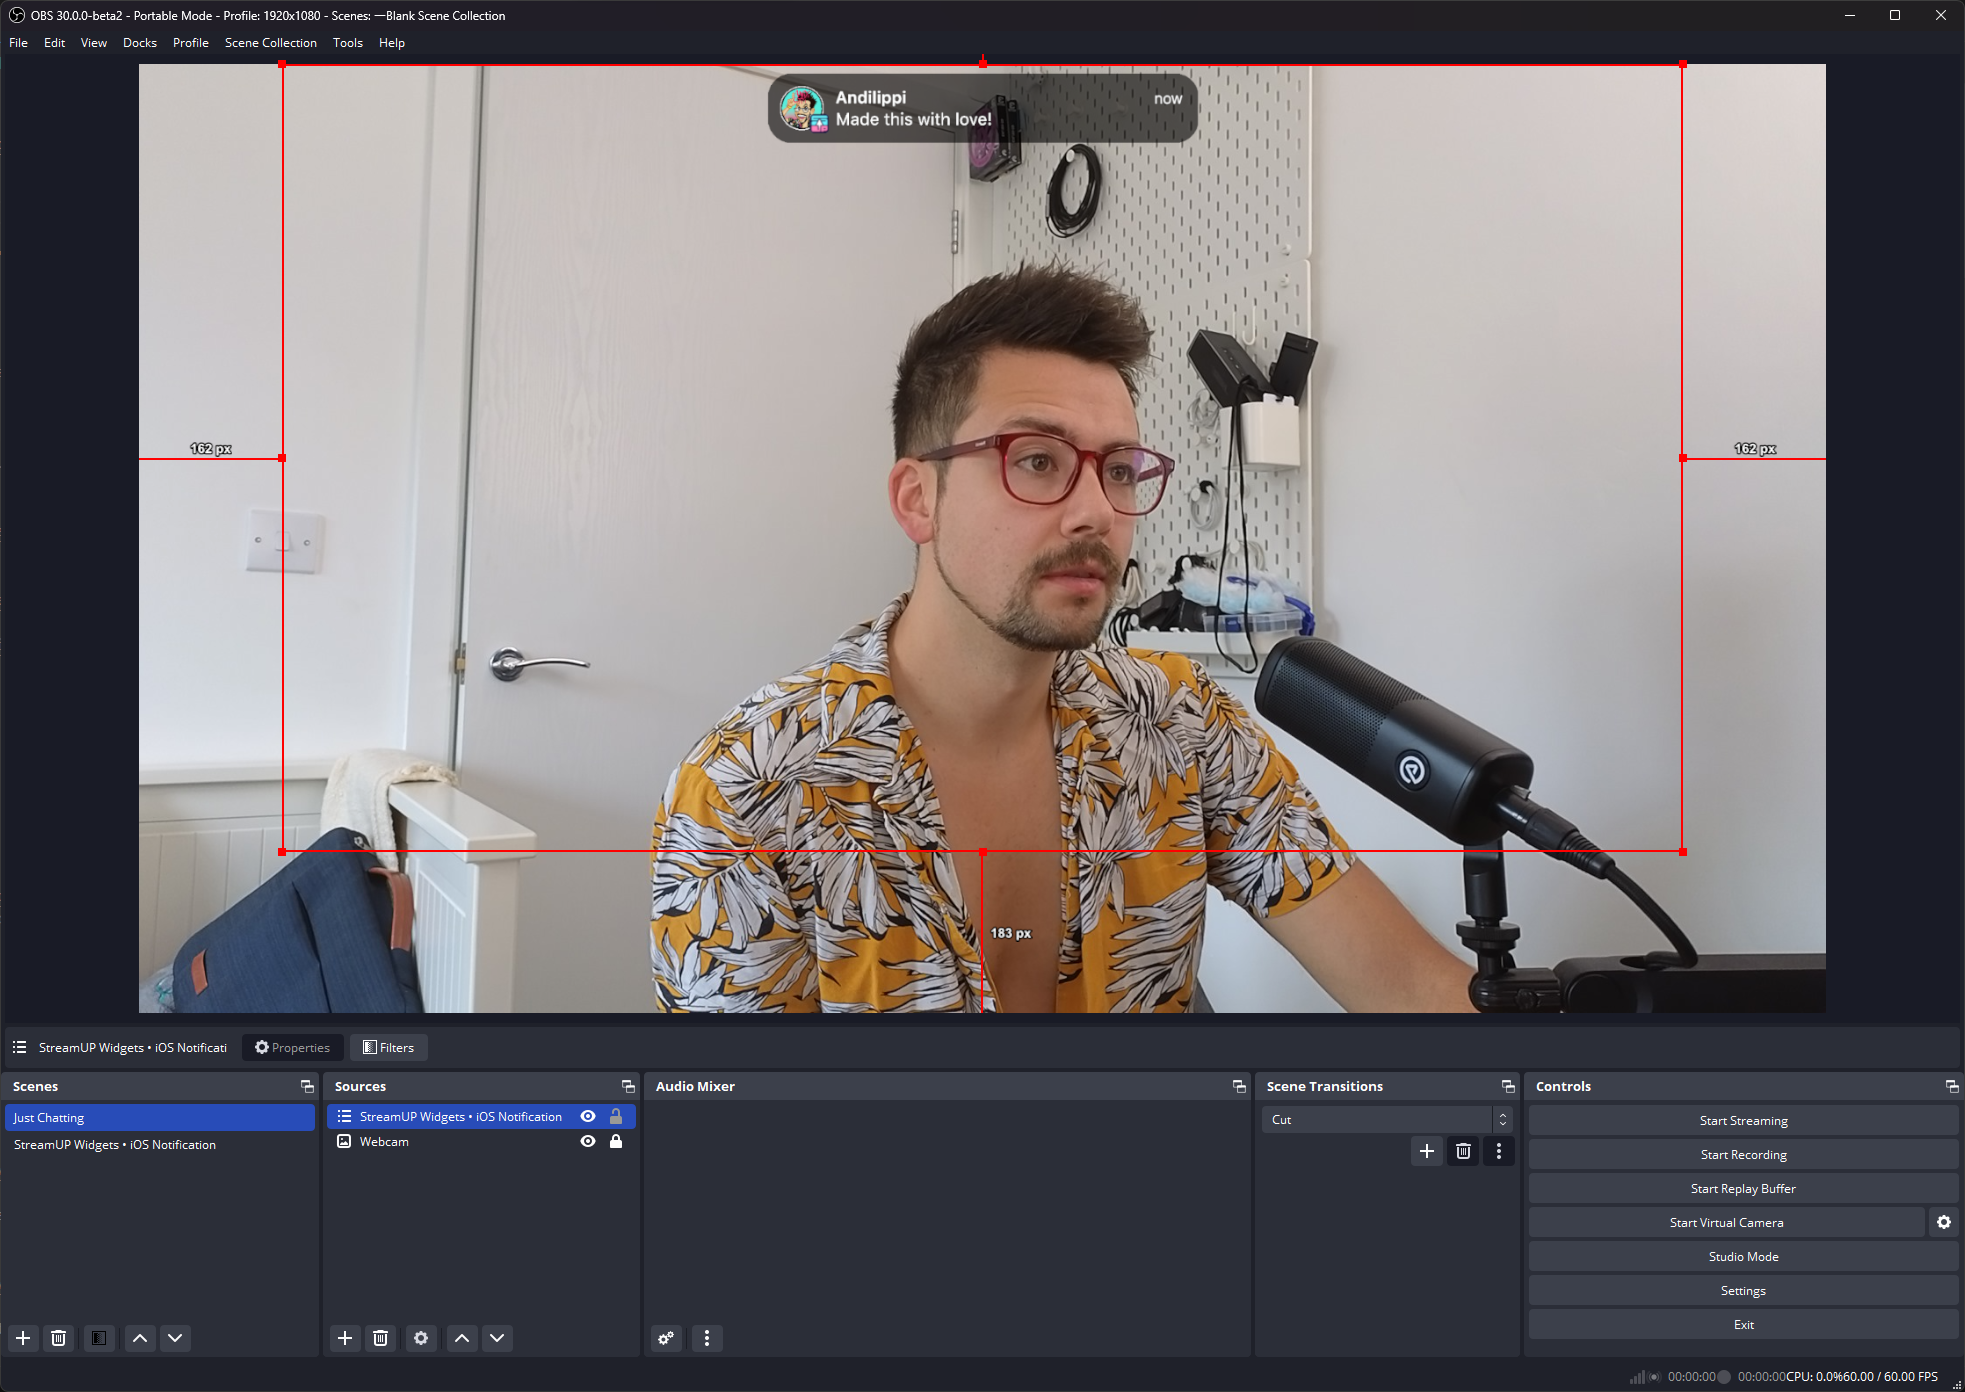 OBS 30.0.0-beta2 - Portable Mode - Profile: 1920x1080 - Scenes: —Blank Scene Collection
File Edit View Docks Profile Scene Collection Tools Help
Andilippi now
Made this with love!
162 px
162 px
183 px
StreamUP Widgets • iOS Notificati Properties Filters
Scenes
Just Chatting
StreamUP Widgets • iOS Notification
Sources
StreamUP Widgets • iOS Notification
Webcam
Audio Mixer
Scene Transitions
Cut
Controls
Start Streaming
Start Recording
Start Replay Buffer
Start Virtual Camera
Studio Mode
Settings
Exit
00:00:00 00:00:00 CPU: 0.0% 60.00 / 60.00 FPS